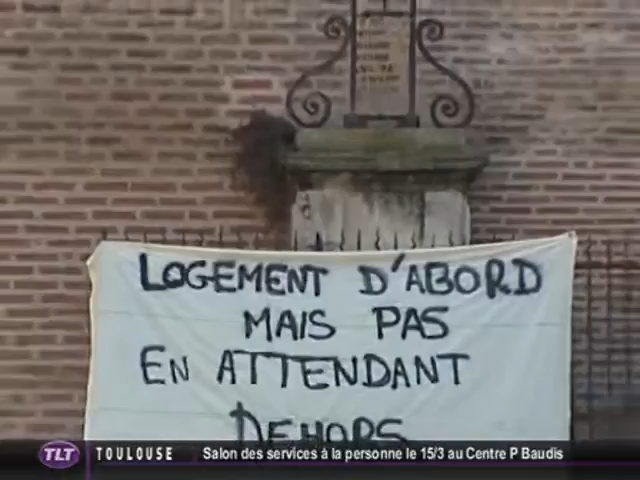 LOGEMENT D'ABORD
MAIS PAS
EN ATTENDANT
DEHORS
TLT TOULOUSE Salon des services à la personne le 15/3 au Centre P Baudis